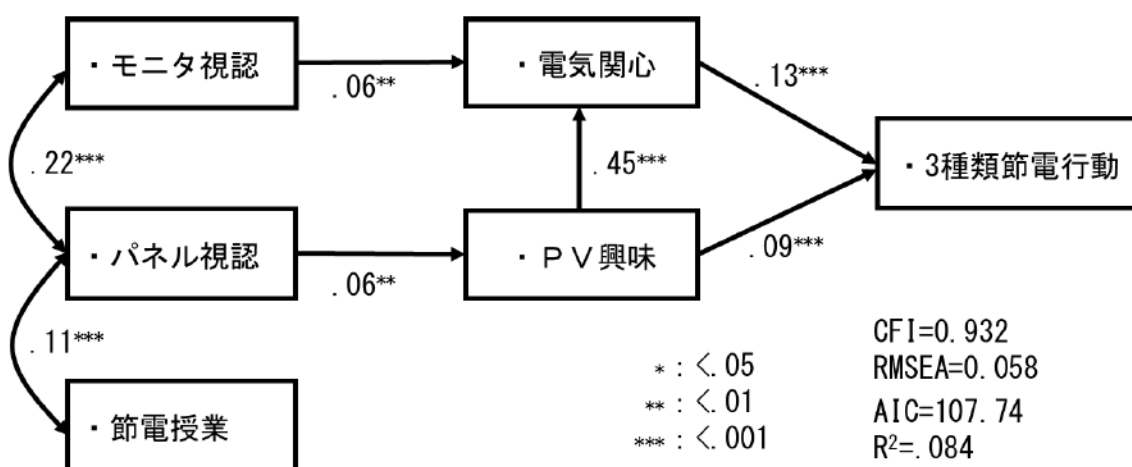 ・モニタ視認
.06**
・電気関心
.13***
.22***
.45***
・3種類節電行動
・パネル視認
.06**
・PV興味
.09***
.11***
・節電授業
*：<.05
**：<.01
***：<.001
CFI=0.932
RMSEA=0.058
AIC=107.74
R²=.084